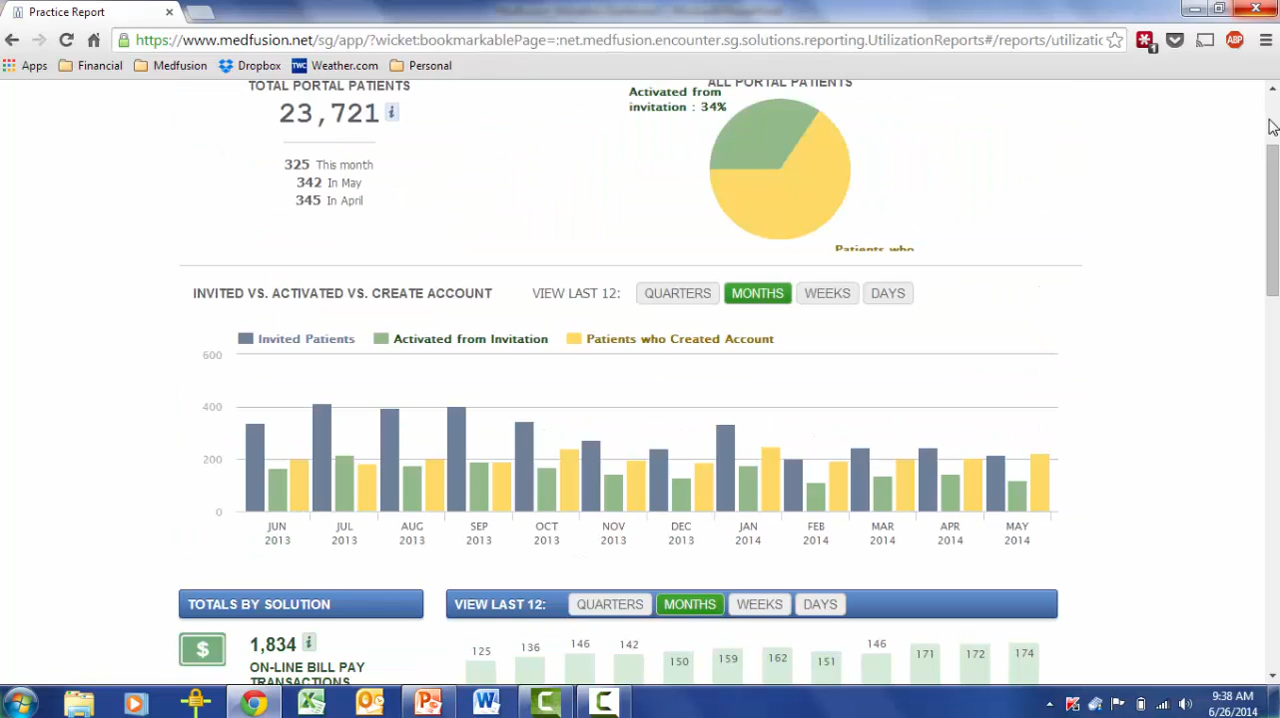 Practice Report
https://www.medfusion.net/sg/app/?wicket:bookmarkablePage=:net.medfusion.encounter.sg.solutions.reporting.UtilizationReports#/reports/utilizatic
Apps Financial Medfusion Dropbox Weather.com Personal
TOTAL PORTAL PATIENTS
23,721
325 This month
342 In May
345 In April
ALL PORTAL PATIENTS
Activated from
invitation : 34%
Patients who
INVITED VS. ACTIVATED VS. CREATE ACCOUNT VIEW LAST 12: QUARTERS MONTHS WEEKS DAYS
Invited Patients Activated from Invitation Patients who Created Account
600
400
200
0
JUN JUL AUG SEP OCT NOV DEC JAN FEB MAR APR MAY
2013 2013 2013 2013 2013 2013 2013 2014 2014 2014 2014 2014
TOTALS BY SOLUTION VIEW LAST 12: QUARTERS MONTHS WEEKS DAYS
$ 1,834
ON-LINE BILL PAY
TRANSACTIONS
125 136 146 142 150 159 162 151 146 171 172 174
9:38 AM
6/26/2014